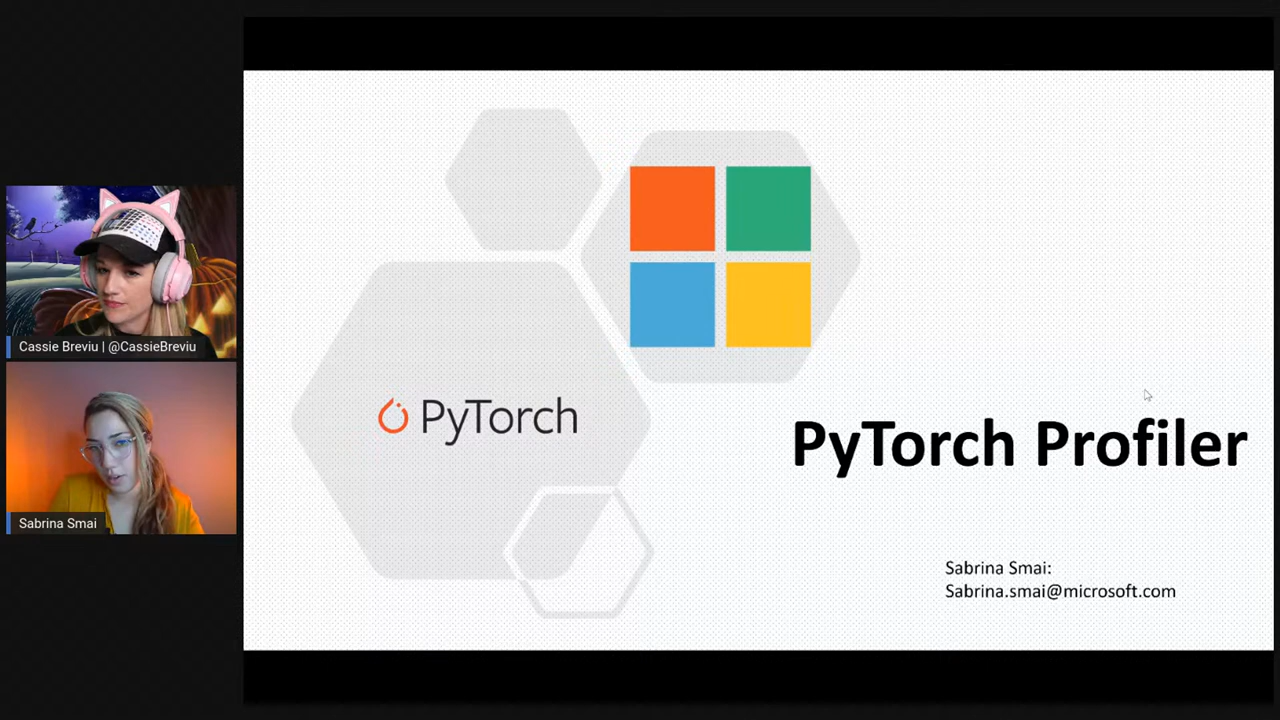 Cassie Breviu | @CassieBreviu
Sabrina Smai
PyTorch
PyTorch Profiler
Sabrina Smai:
Sabrina.smai@microsoft.com